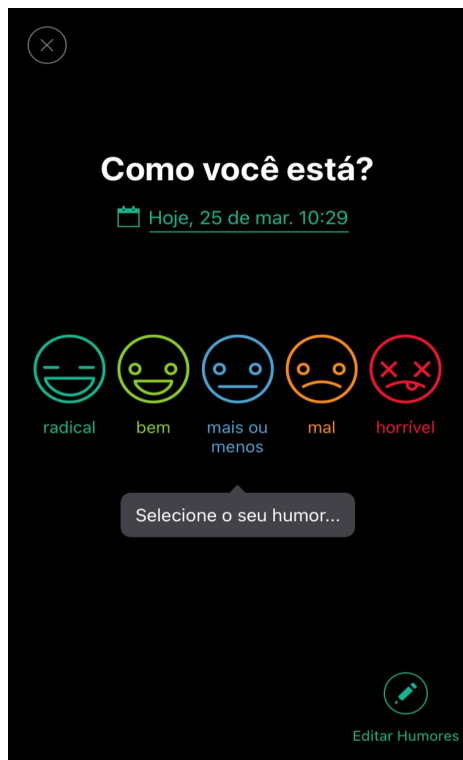 Como você está?
Hoje, 25 de mar. 10:29
radical
bem
mais ou
menos
mal
horrível
Selecione o seu humor...
Editar Humores